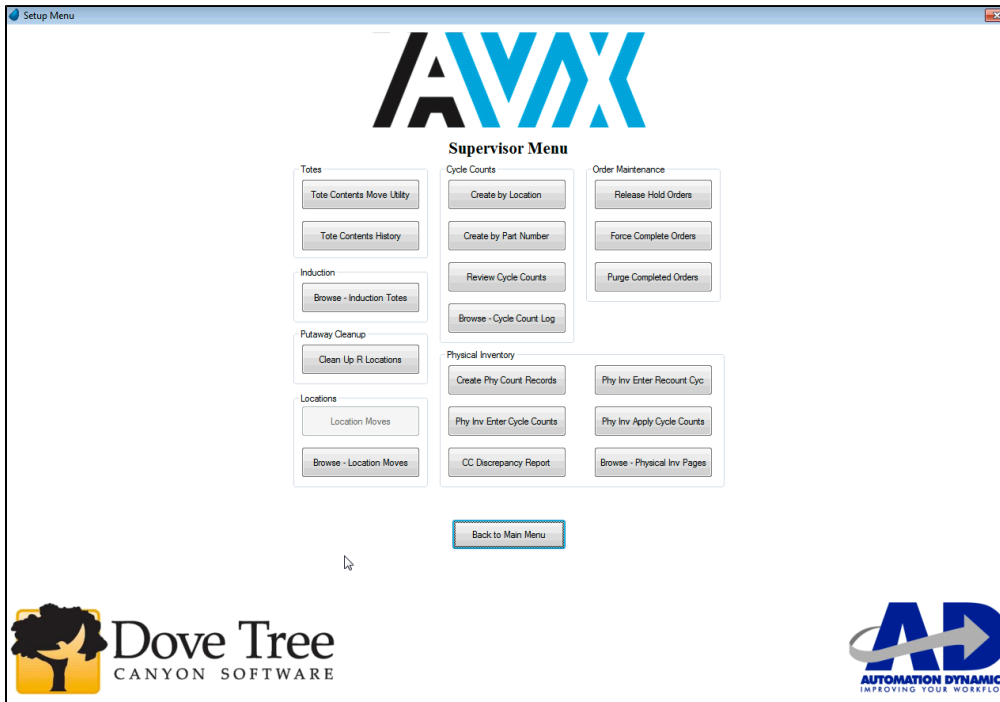 Setup Menu
AVX
Supervisor Menu
Totes
Tote Contents Move Utility
Tote Contents History
Induction
Browse - Induction Totes
Putaway Cleanup
Clean Up R Locations
Locations
Location Moves
Browse - Location Moves
Cycle Counts
Create by Location
Create by Part Number
Review Cycle Counts
Browse - Cycle Count Log
Order Maintenance
Release Hold Orders
Force Complete Orders
Purge Completed Orders
Physical Inventory
Create Phy Count Records
Phy Inv Enter Recount Cyc
Phy Inv Enter Cycle Counts
Phy Inv Apply Cycle Counts
CC Discrepancy Report
Browse - Physical Inv Pages
Back to Main Menu
Dove Tree
CANYON SOFTWARE
AD
AUTOMATION DYNAMIC
IMPROVING YOUR WORKFLO